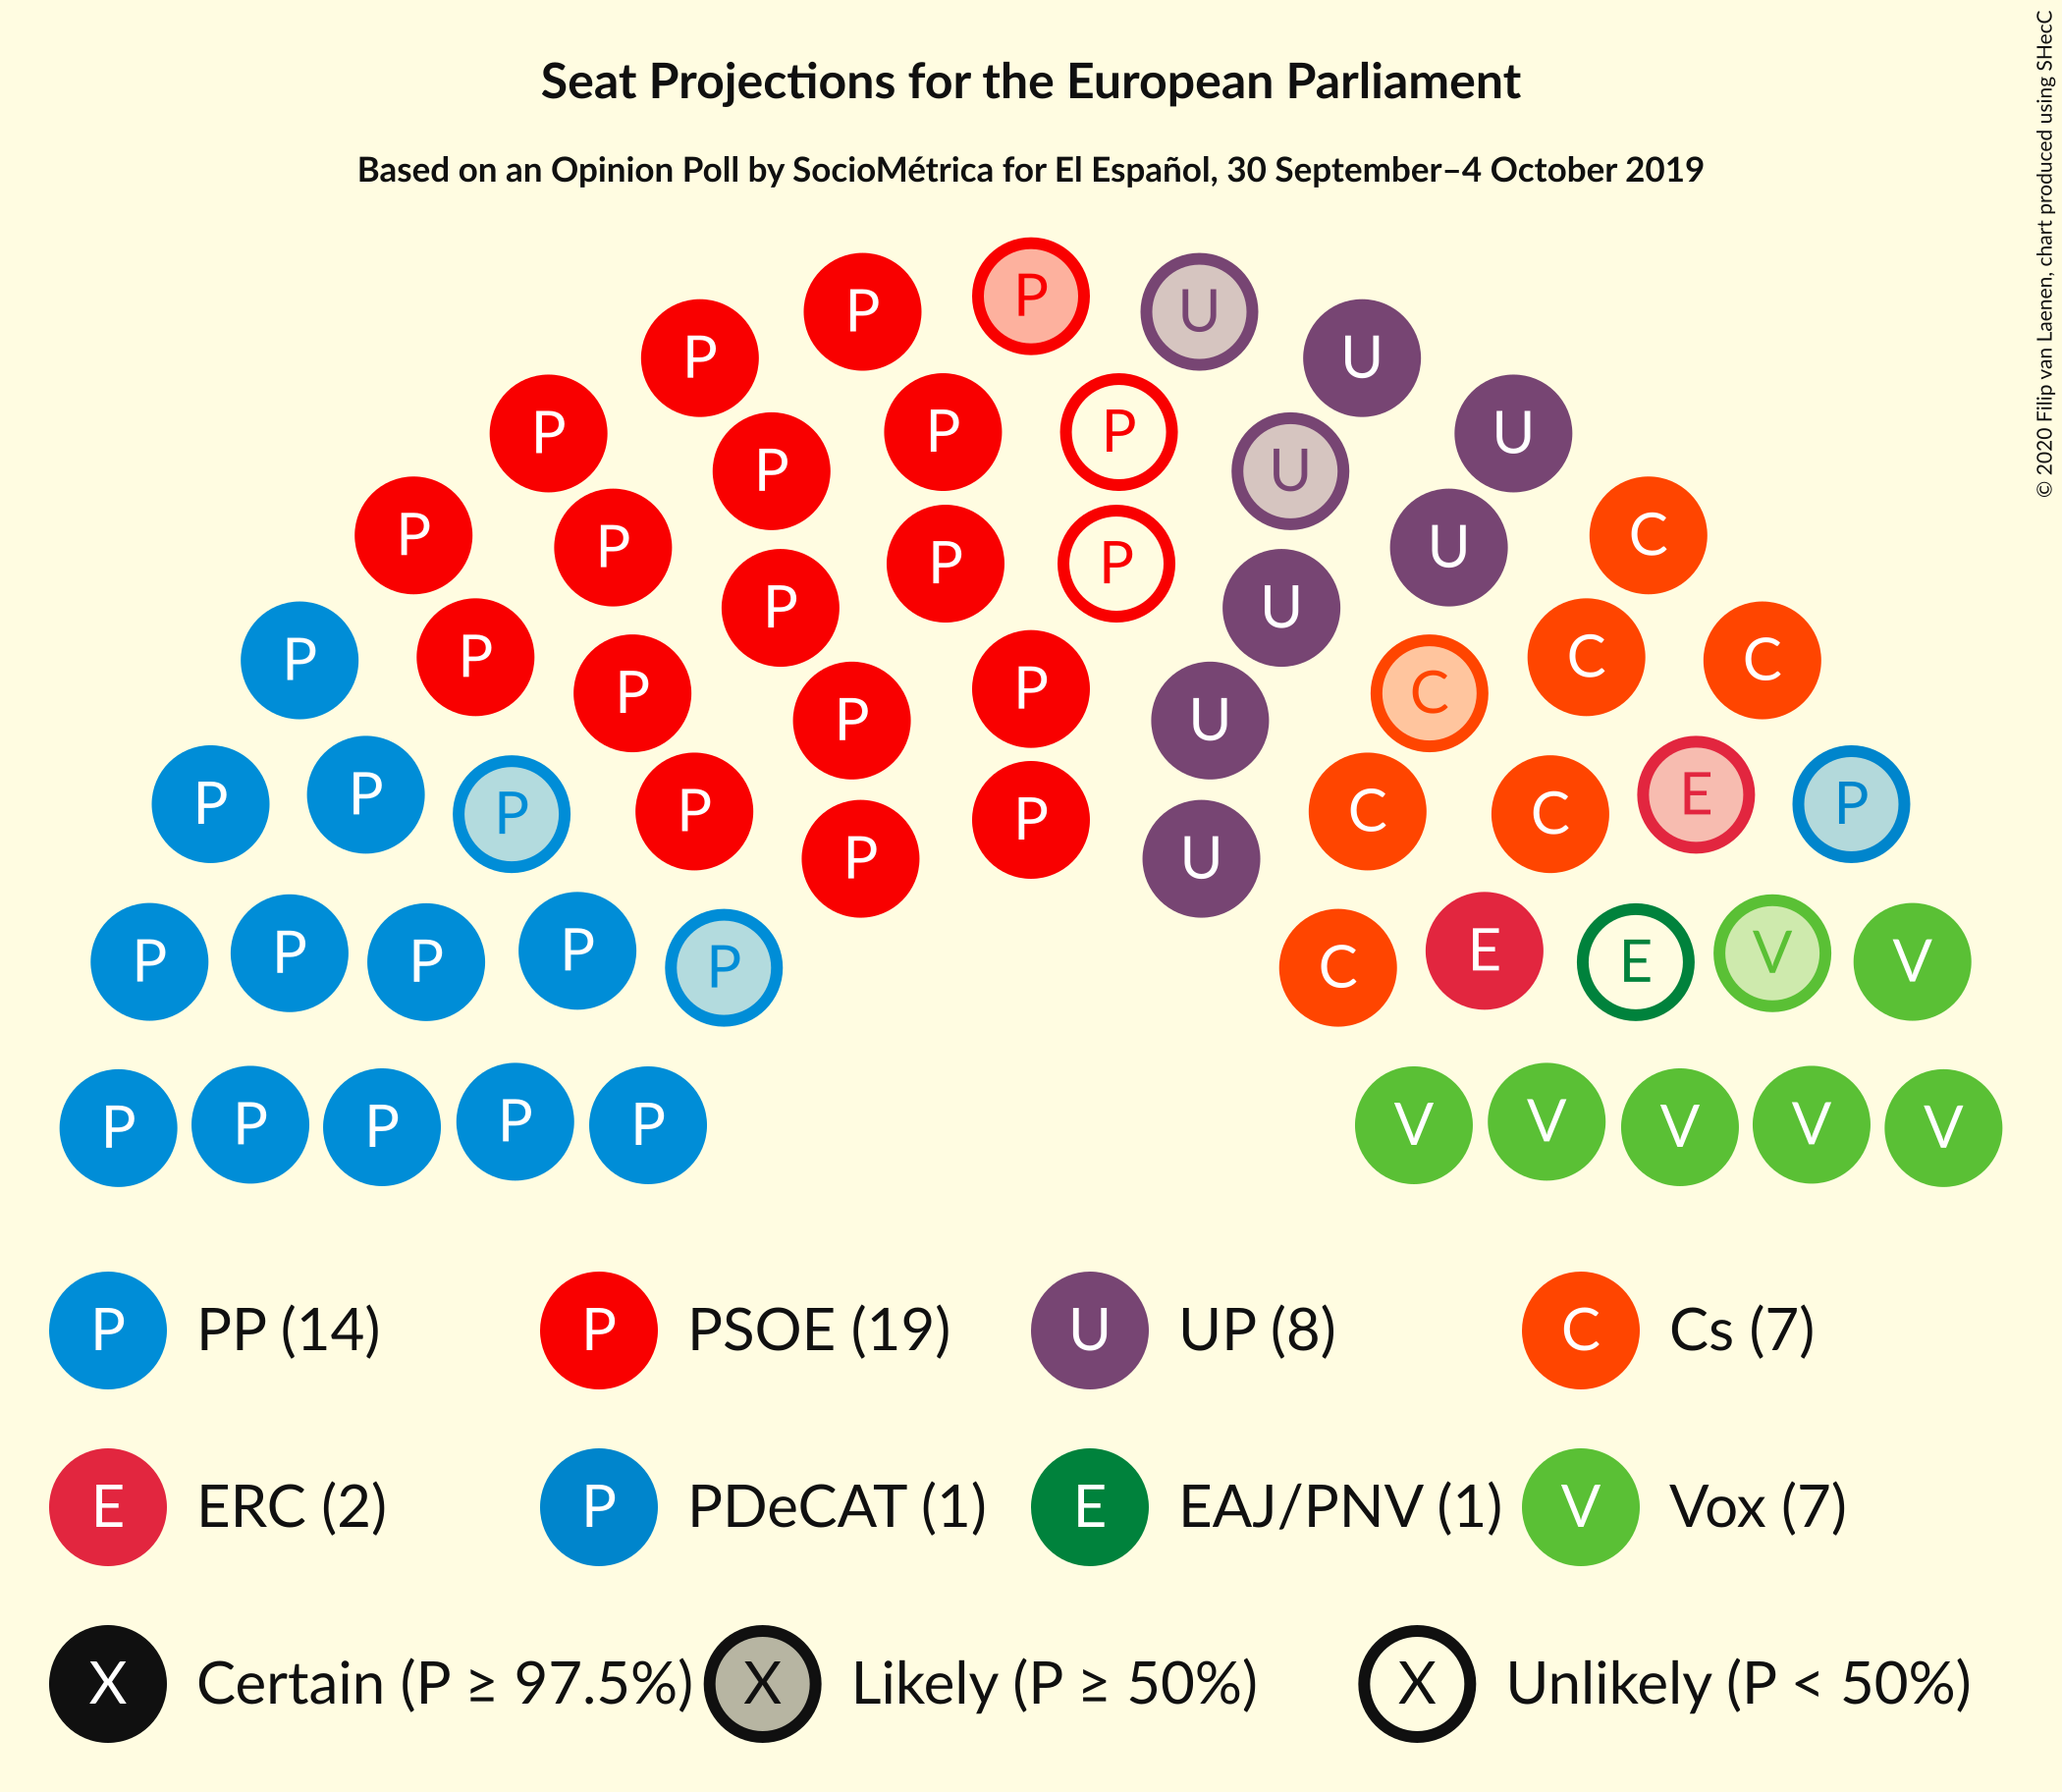 Seat Projections for the European Parliament
Based on an Opinion Poll by SocioMétrica for El Español, 30 September–4 October 2019
© 2020 Filip van Laenen, chart produced using SHecC
P
P P U
P U
P P P U
P U
P P U
P P P C
P U
P P U
P P C C
P P C
P P U
P P E P
P P C C
P P
P U
P P P P E E V V
P C
P P P P P V V V V V
P PP (14) P PSOE (19) U UP (8) C Cs (7)
E ERC (2) P PDeCAT (1) E EAJ/PNV (1) V Vox (7)
X Certain (P ≥ 97.5%) X Likely (P ≥ 50%) X Unlikely (P < 50%)